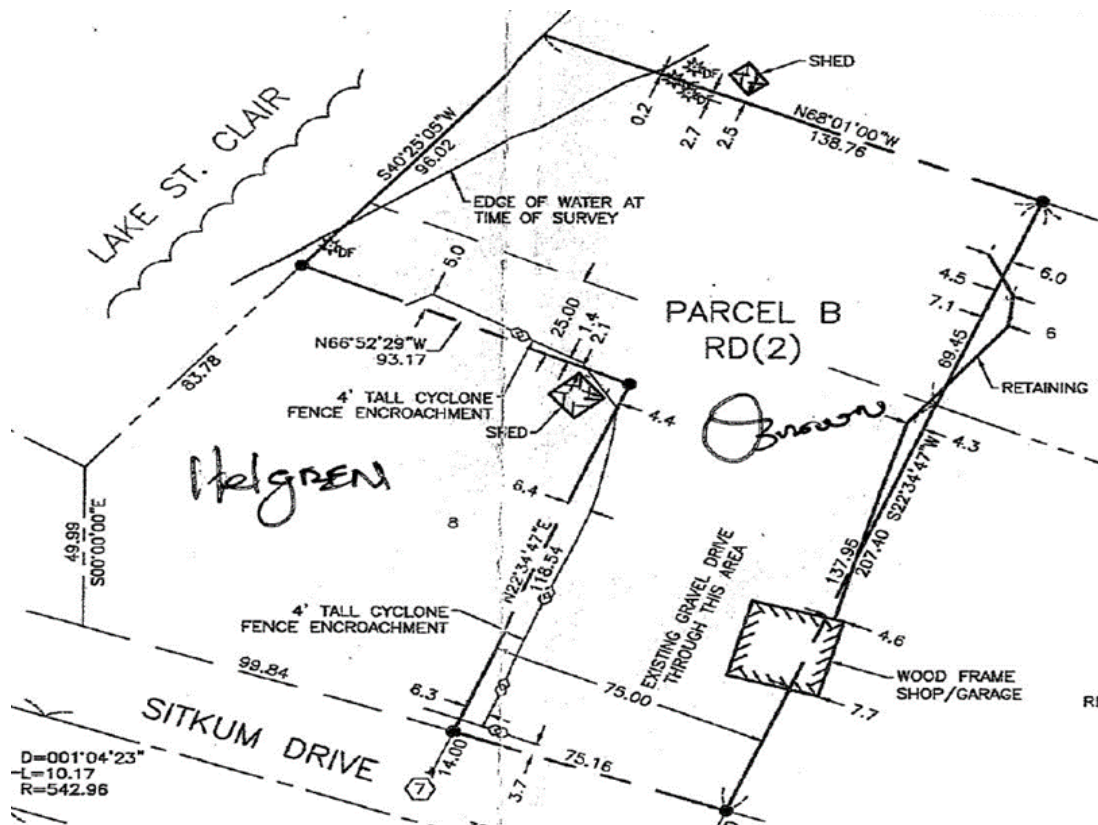 SHED
N68°01'00"W
138.76
0.2
2.7
2.5
S40°25'05"W
96.02
LAKE ST. CLAIR
EDGE OF WATER AT
TIME OF SURVEY
DF
5.0
25.00
1.4
2.1
N66°52'29"W
93.17
83.78
PARCEL B
RD(2)
4.5
7.1
6.0
69.45
6
RETAINING
4' TALL CYCLONE
FENCE ENCROACHMENT
SHED
4.4
4.3
S22°34'47"W
207.40
137.95
Helgren
8
6.4
49.99
S00°00'00"E
N22°34'47"E
118.54
4' TALL CYCLONE
FENCE ENCROACHMENT
EXISTING GRAVEL DRIVE
THROUGH THIS AREA
4.6
WOOD FRAME
SHOP/GARAGE
7.7
99.84
6.3
75.00
SITKUM DRIVE
14.00
7
3.7
75.16
D=001°04'23"
L=10.17
R=542.96